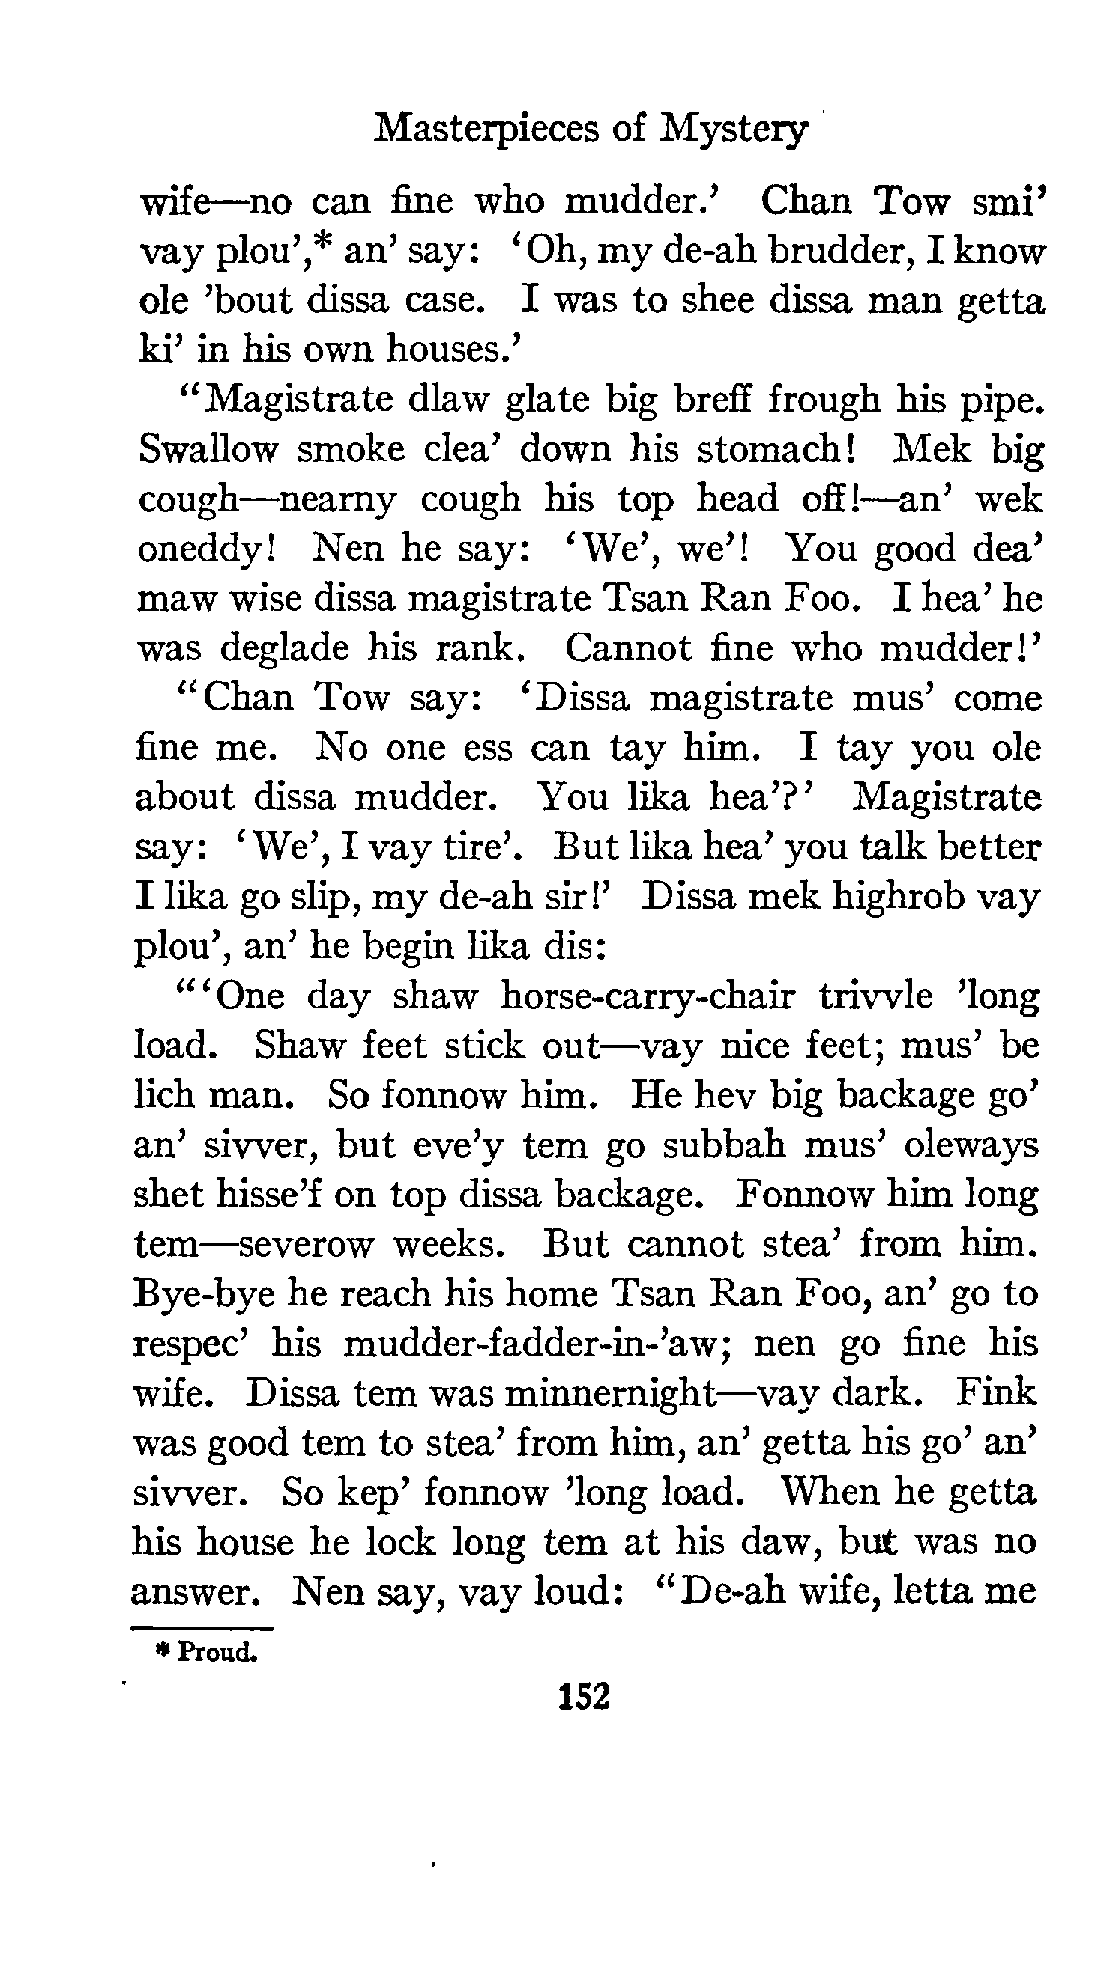 Masterpieces of Mystery
wife—no can fine who mudder.’ Chan Tow smi’
vay plou’,* an’ say: ‘Oh, my de-ah brudder, I know
ole ’bout dissa case. I was to shee dissa man getta
ki’ in his own houses.’
“Magistrate dlaw glate big breff frough his pipe.
Swallow smoke clea’ down his stomach! Mek big
cough—nearny cough his top head off!—an’ wek
oneddy! Nen he say: ‘We’, we’! You good dea’
maw wise dissa magistrate Tsan Ran Foo. I hea’ he
was deglade his rank. Cannot fine who mudder!’
“Chan Tow say: ‘Dissa magistrate mus’ come
fine me. No one ess can tay him. I tay you ole
about dissa mudder. You lika hea’?’ Magistrate
say: ‘We’, I vay tire’. But lika hea’ you talk better
I lika go slip, my de-ah sir!’ Dissa mek highrob vay
plou’, an’ he begin lika dis:
“‘One day shaw horse-carry-chair trivvle ’long
load. Shaw feet stick out—vay nice feet; mus’ be
lich man. So fonnow him. He hev big backage go’
an’ sivver, but eve’y tem go subbah mus’ oleways
shet hisse’f on top dissa backage. Fonnow him long
tem—severow weeks. But cannot stea’ from him.
Bye-bye he reach his home Tsan Ran Foo, an’ go to
respec’ his mudder-fadder-in-’aw; nen go fine his
wife. Dissa tem was minnernight—vay dark. Fink
was good tem to stea’ from him, an’ getta his go’ an’
sivver. So kep’ fonnow ’long load. When he getta
his house he lock long tem at his daw, but was no
answer. Nen say, vay loud: “De-ah wife, letta me
* Proud.
152